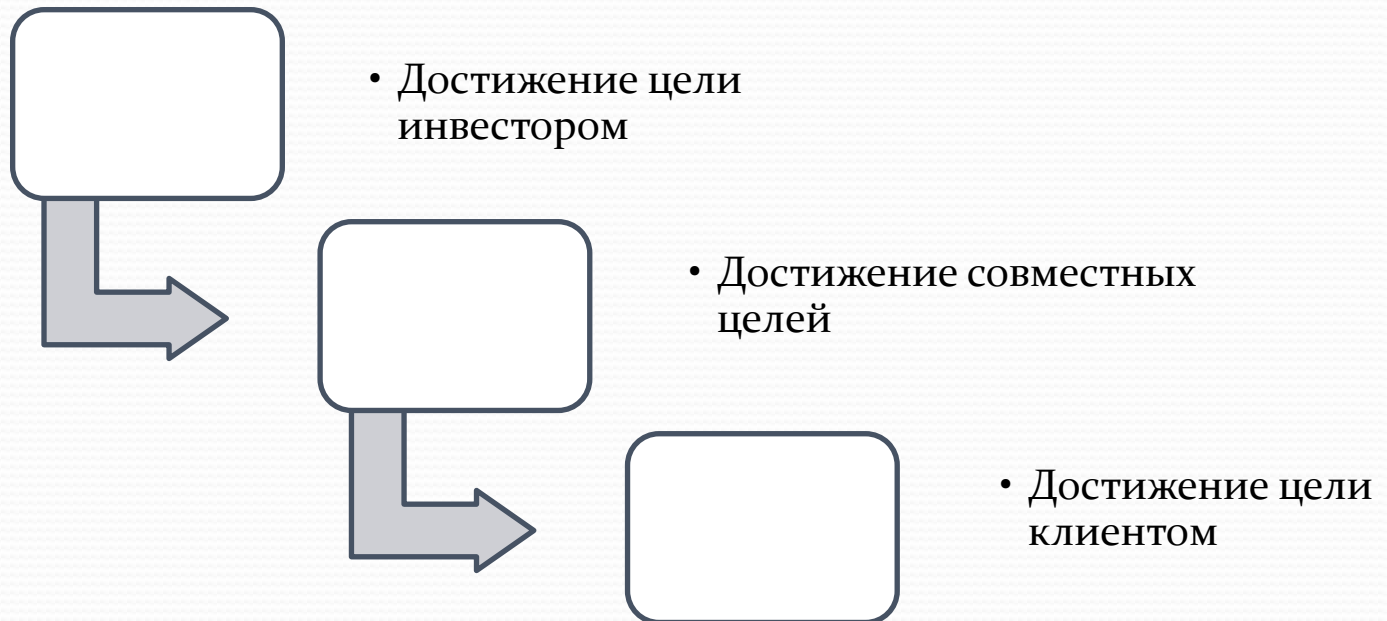 • Достижение цели
инвестором
• Достижение совместных
целей
• Достижение цели
клиентом